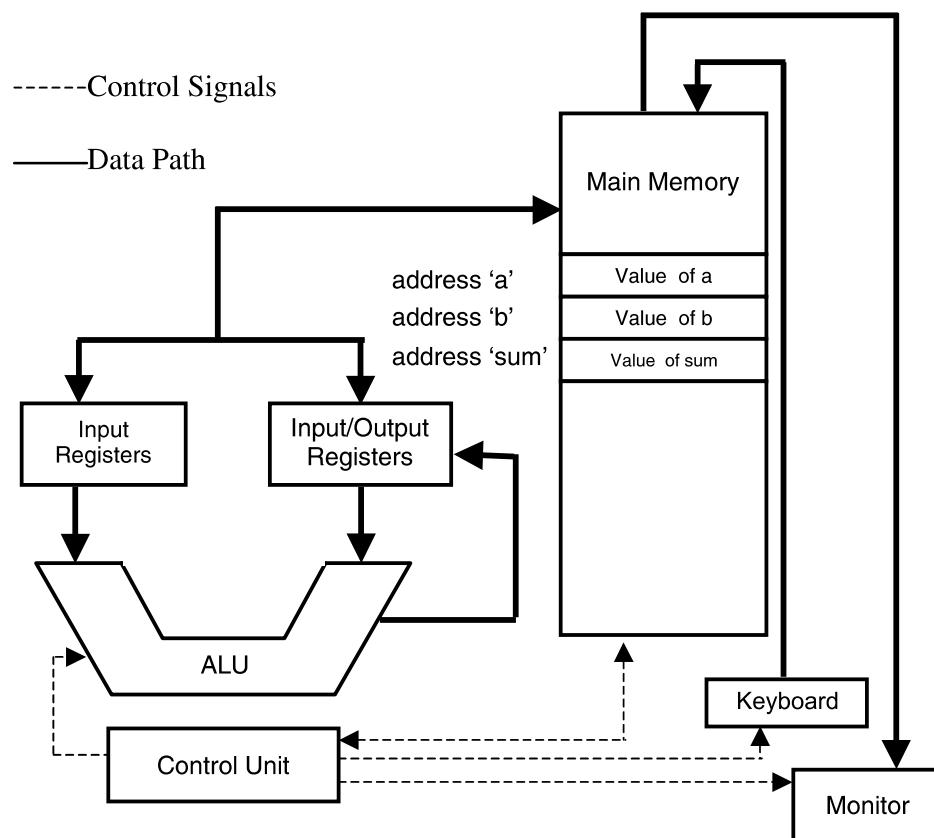 Control Signals
Data Path
Main Memory
address ‘a’
Value of a
address ‘b’
Value of b
address ‘sum’
Value of sum
Input
Registers
Input/Output
Registers
ALU
Keyboard
Control Unit
Monitor